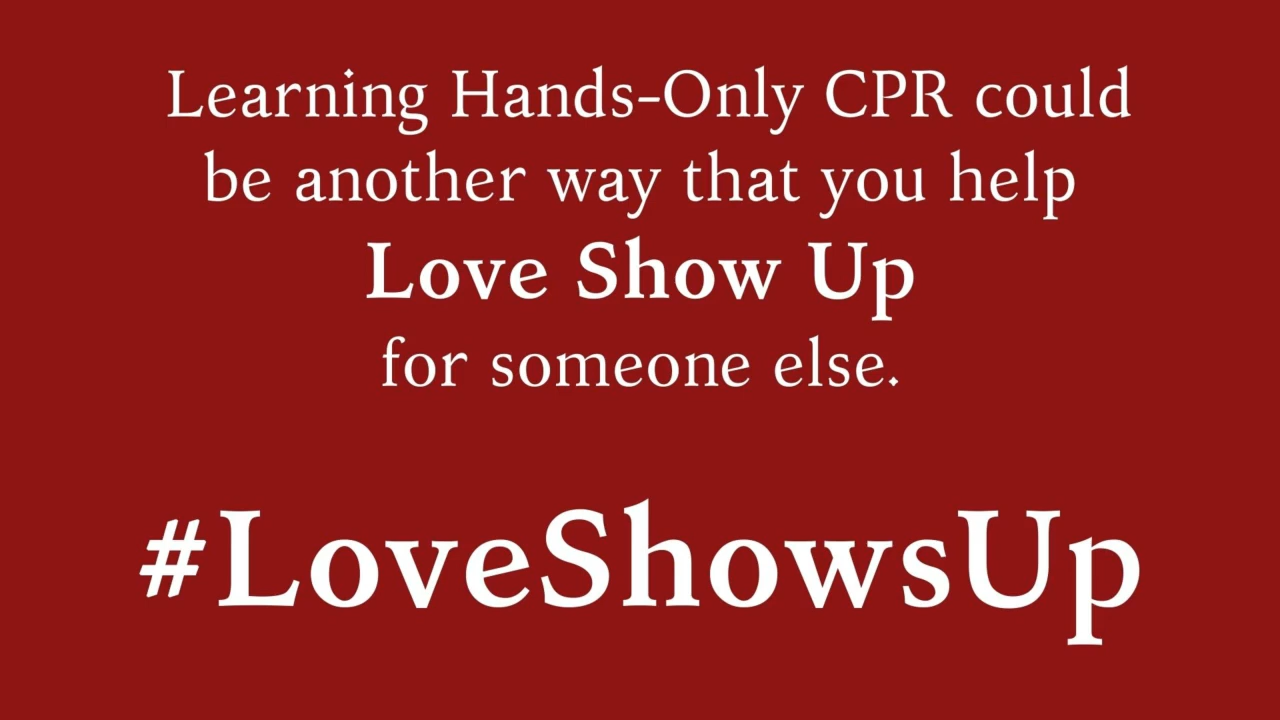 Learning Hands-Only CPR could
be another way that you help
Love Show Up
for someone else.
#LoveShowsUp